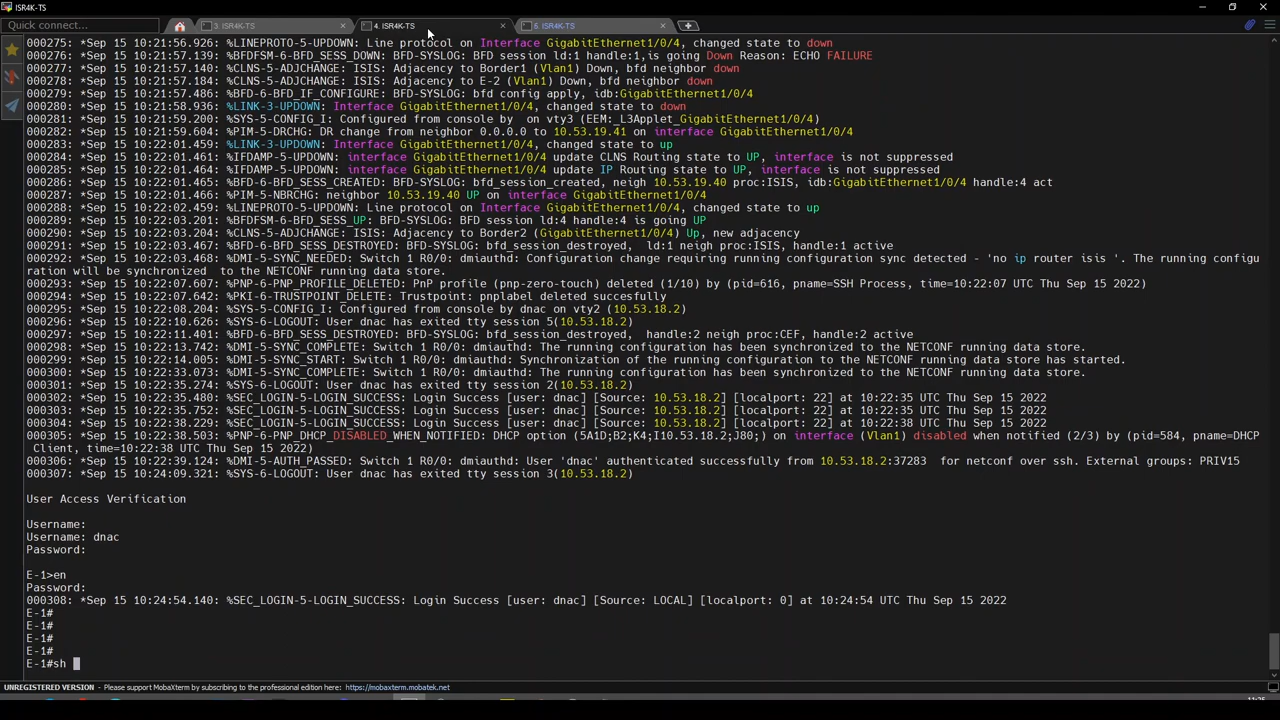 ISR4K-TS
Quick connect...
3. ISR4K-TS
4. ISR4K-TS
5. ISR4K-TS
000275: *Sep 15 10:21:56.926: %LINEPROTO-5-UPDOWN: Line protocol on Interface GigabitEthernet1/0/4, changed state to down
000276: *Sep 15 10:21:57.139: %BFDFSM-6-BFD_SESS_DOWN: BFD-SYSLOG: BFD session ld:1 handle:1,is going Down Reason: ECHO FAILURE
000277: *Sep 15 10:21:57.140: %CLNS-5-ADJCHANGE: ISIS: Adjacency to Border1 (Vlan1) Down, bfd neighbor down
000278: *Sep 15 10:21:57.184: %CLNS-5-ADJCHANGE: ISIS: Adjacency to E-2 (Vlan1) Down, bfd neighbor down
000279: *Sep 15 10:21:57.486: %BFD-6-BFD_IF_CONFIGURE: BFD-SYSLOG: bfd config apply, idb:GigabitEthernet1/0/4
000280: *Sep 15 10:21:58.936: %LINK-3-UPDOWN: Interface GigabitEthernet1/0/4, changed state to down
000281: *Sep 15 10:21:59.604: %SYS-5-CONFIG_I: Configured from console by  on vty3 (EEM:_L3Applet_GigabitEthernet1/0/4)
000282: *Sep 15 10:21:59.604: %PIM-5-DRCHG: DR change from neighbor 0.0.0.0 to 10.53.19.41 on interface GigabitEthernet1/0/4
000283: *Sep 15 10:22:01.459: %LINK-3-UPDOWN: Interface GigabitEthernet1/0/4, changed state to up
000284: *Sep 15 10:22:01.461: %IFDAMP-5-UPDOWN: interface GigabitEthernet1/0/4 update CLNS Routing state to UP, interface is not suppressed
000285: *Sep 15 10:22:01.464: %IFDAMP-5-UPDOWN: interface GigabitEthernet1/0/4 update IP Routing state to UP, interface is not suppressed
000286: *Sep 15 10:22:01.465: %BFD-6-BFD_SESS_CREATED: BFD-SYSLOG: bfd_session_created, neigh 10.53.19.40 proc:ISIS, idb:GigabitEthernet1/0/4 handle:4 act
000287: *Sep 15 10:22:01.466: %PIM-5-NBRCHG: neighbor 10.53.19.40 UP on interface GigabitEthernet1/0/4
000288: *Sep 15 10:22:02.459: %LINEPROTO-5-UPDOWN: Line protocol on Interface GigabitEthernet1/0/4, changed state to up
000289: *Sep 15 10:22:03.201: %BFDFSM-6-BFD_SESS_UP: BFD-SYSLOG: BFD session ld:4 handle:4 is going UP
000290: *Sep 15 10:22:03.204: %CLNS-5-ADJCHANGE: ISIS: Adjacency to Border2 (GigabitEthernet1/0/4) Up, new adjacency
000291: *Sep 15 10:22:03.467: %BFD-6-BFD_SESS_DESTROYED: BFD-SYSLOG: bfd_session_destroyed,  ld:1 neigh proc:ISIS, handle:1 active
000292: *Sep 15 10:22:03.468: %DMI-5-SYNC_NEEDED: Switch 1 R0/0: dmiauthd: Configuration change requiring running configuration sync detected - 'no ip router isis '. The running configu
ration will be synchronized  to the NETCONF running data store.
000293: *Sep 15 10:22:07.607: %PNP-6-PNP_PROFILE_DELETED: PnP profile (pnp-zero-touch) deleted (1/10) by (pid=616, pname=SSH Process, time=10:22:07 UTC Thu Sep 15 2022)
000294: *Sep 15 10:22:07.642: %PKI-6-TRUSTPOINT_DELETE: Trustpoint: pnplabel deleted succesfully
000295: *Sep 15 10:22:08.204: %SYS-5-CONFIG_I: Configured from console by dnac on vty2 (10.53.18.2)
000296: *Sep 15 10:22:10.626: %SYS-6-LOGOUT: User dnac has exited tty session 5(10.53.18.2)
000297: *Sep 15 10:22:11.401: %BFD-6-BFD_SESS_DESTROYED: BFD-SYSLOG: bfd_session_destroyed,  handle:2 neigh proc:CEF, handle:2 active
000298: *Sep 15 10:22:13.742: %DMI-5-SYNC_COMPLETE: Switch 1 R0/0: dmiauthd: The running configuration has been synchronized to the NETCONF running data store.
000299: *Sep 15 10:22:14.005: %DMI-5-SYNC_START: Switch 1 R0/0: dmiauthd: Synchronization of the running configuration to the NETCONF running data store has started.
000300: *Sep 15 10:22:33.073: %DMI-5-SYNC_COMPLETE: Switch 1 R0/0: dmiauthd: The running configuration has been synchronized to the NETCONF running data store.
000301: *Sep 15 10:22:35.274: %SYS-6-LOGOUT: User dnac has exited tty session 2(10.53.18.2)
000302: *Sep 15 10:22:35.480: %SEC_LOGIN-5-LOGIN_SUCCESS: Login Success [user: dnac] [Source: 10.53.18.2] [localport: 22] at 10:22:35 UTC Thu Sep 15 2022
000303: *Sep 15 10:22:35.752: %SEC_LOGIN-5-LOGIN_SUCCESS: Login Success [user: dnac] [Source: 10.53.18.2] [localport: 22] at 10:22:35 UTC Thu Sep 15 2022
000304: *Sep 15 10:22:38.229: %SEC_LOGIN-5-LOGIN_SUCCESS: Login Success [user: dnac] [Source: 10.53.18.2] [localport: 22] at 10:22:38 UTC Thu Sep 15 2022
000305: *Sep 15 10:22:38.503: %PNP-6-PNP_DHCP_DISABLED_WHEN_NOTIFIED: DHCP option (5A1D;B2;K4;I10.53.18.2;J80;) on interface (Vlan1) disabled when notified (2/3) by (pid=584, pname=DHCP
Client, time=10:22:38 UTC Thu Sep 15 2022)
000306: *Sep 15 10:22:39.124: %DMI-5-AUTH_PASSED: Switch 1 R0/0: dmiauthd: User 'dnac' authenticated successfully from 10.53.18.2:37283  for netconf over ssh. External groups: PRIV15
000307: *Sep 15 10:24:09.321: %SYS-6-LOGOUT: User dnac has exited tty session 3(10.53.18.2)
User Access Verification
Username:
Username: dnac
Password:
E-1>en
Password:
000308: *Sep 15 10:24:54.140: %SEC_LOGIN-5-LOGIN_SUCCESS: Login Success [user: dnac] [Source: LOCAL] [localport: 0] at 10:24:54 UTC Thu Sep 15 2022
E-1#
E-1#
E-1#
E-1#
E-1#sh
UNREGISTERED VERSION - Please support MobaXterm by subscribing to the professional edition here: https://mobaxterm.mobatek.net